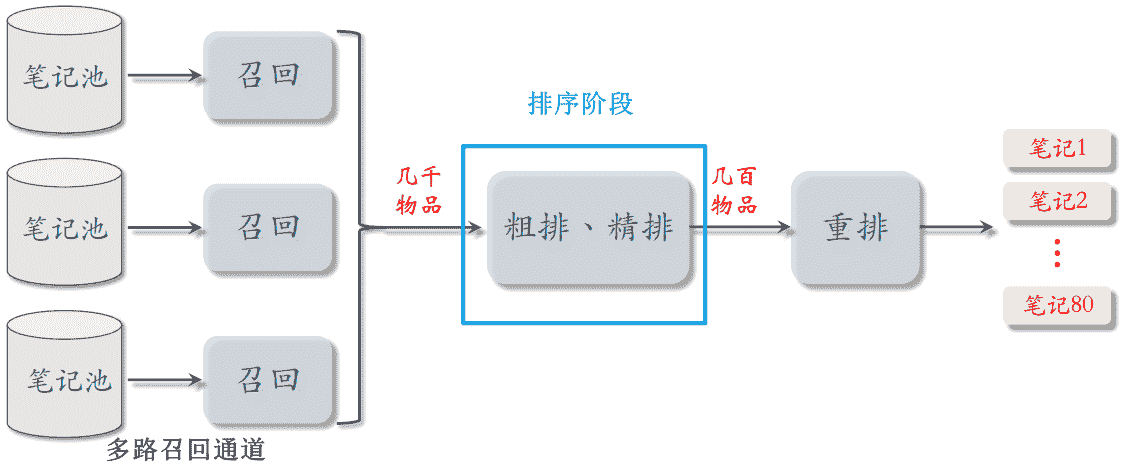 笔记池
召回
笔记池
召回
笔记池
召回
多路召回通道
几千
物品
排序阶段
粗排、精排
几百
物品
重排
笔记1
笔记2
⋮
笔记80